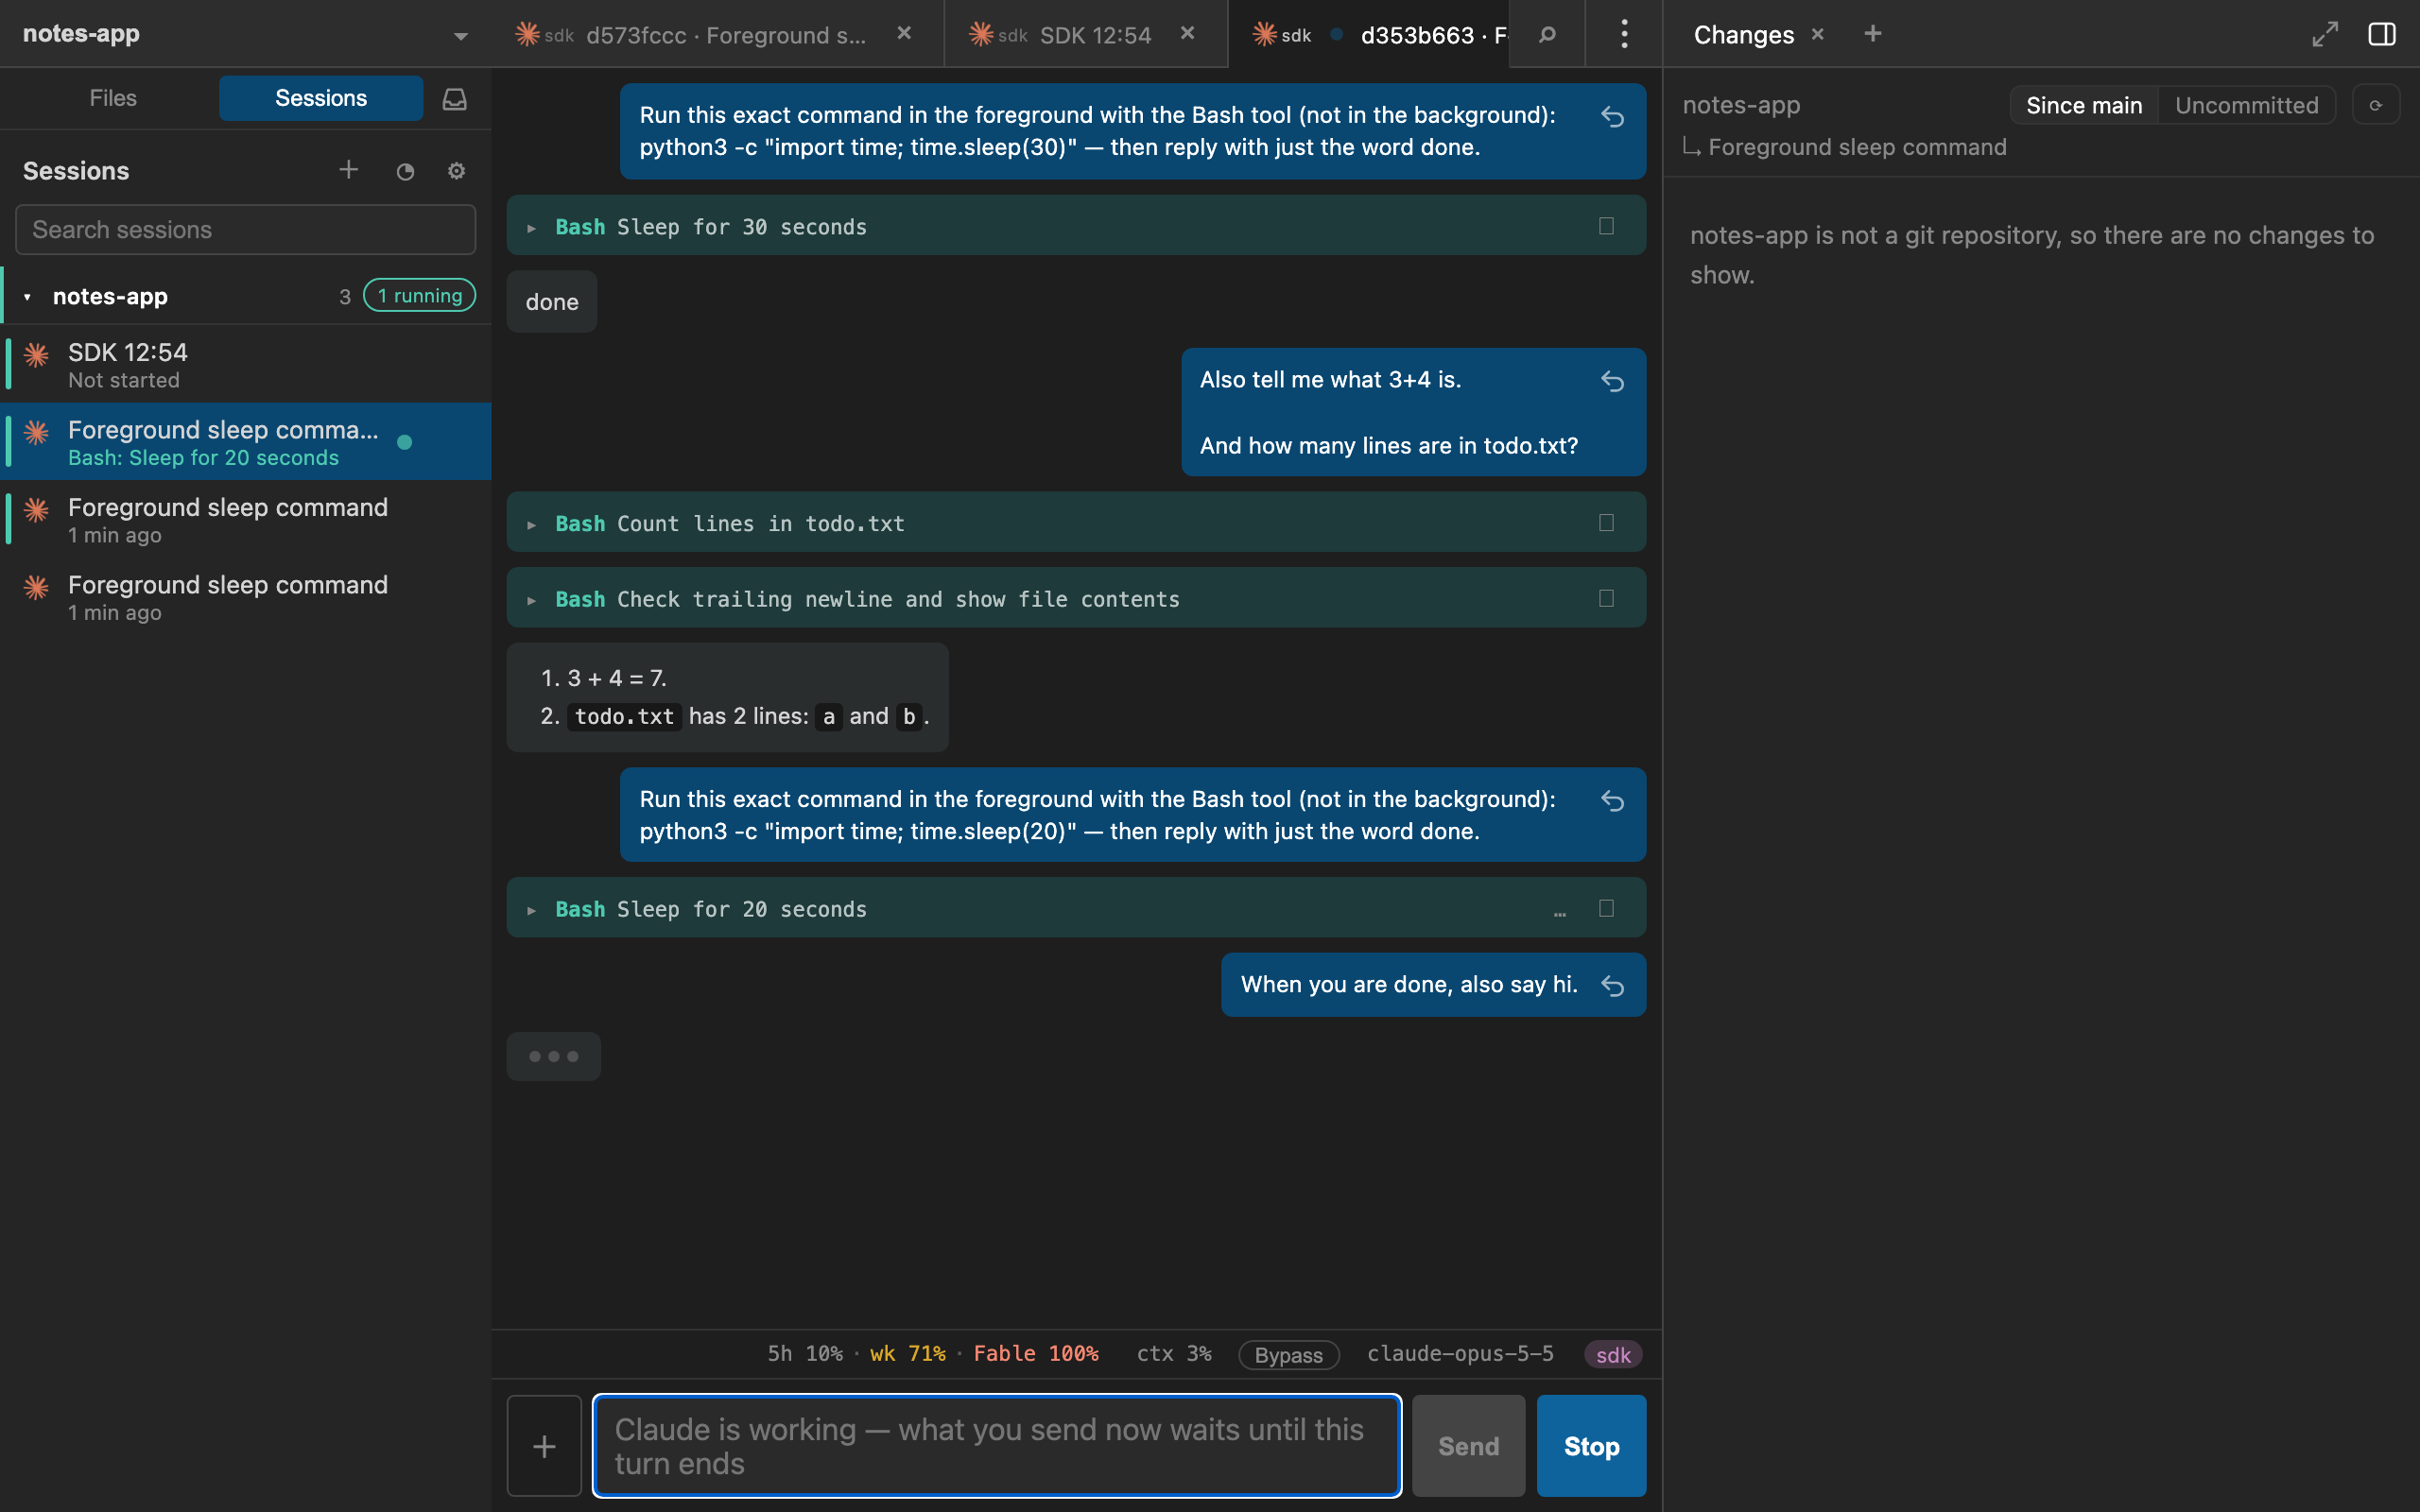 notes-app
Files
Sessions
Sessions
Search sessions
notes-app 3 1 running
SDK 12:54
Not started
Foreground sleep comma...
Bash: Sleep for 20 seconds
Foreground sleep command
1 min ago
Foreground sleep command
1 min ago
sdk d573fccc · Foreground s...
sdk SDK 12:54
sdk d353b663 · F
Run this exact command in the foreground with the Bash tool (not in the background):
python3 -c "import time; time.sleep(30)" — then reply with just the word done.
Bash Sleep for 30 seconds
done
Also tell me what 3+4 is.
And how many lines are in todo.txt?
Bash Count lines in todo.txt
Bash Check trailing newline and show file contents
1. 3 + 4 = 7.
2. todo.txt has 2 lines: a and b.
Run this exact command in the foreground with the Bash tool (not in the background):
python3 -c "import time; time.sleep(20)" — then reply with just the word done.
Bash Sleep for 20 seconds …
When you are done, also say hi.
5h 10% · wk 71% · Fable 100% ctx 3% Bypass claude-opus-5-5 sdk
Claude is working — what you send now waits until this
turn ends
Send
Stop
Changes
notes-app
Since main
Uncommitted
Foreground sleep command
notes-app is not a git repository, so there are no changes to
show.